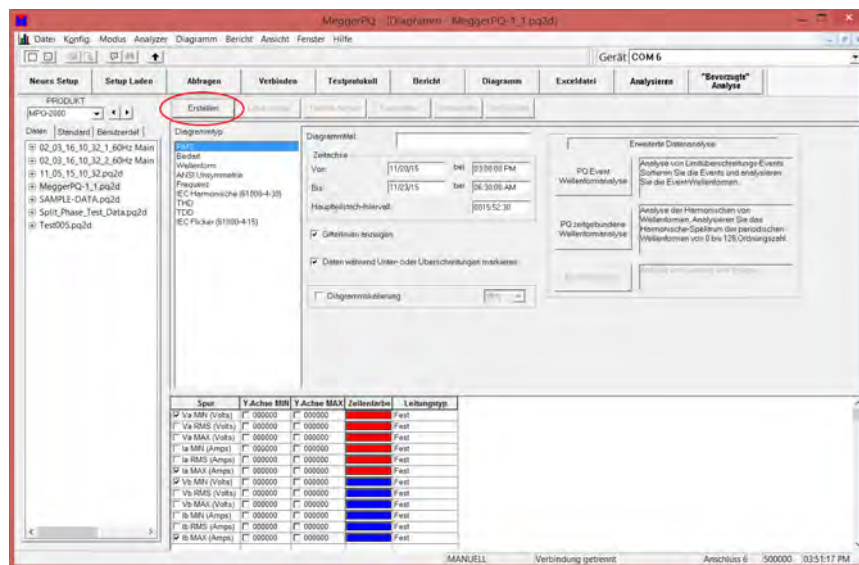 MeggerPQ - [Diagramm - MeggerPQ-1_1.pq2d]
Datei Konfig. Modus Analyzer Diagramm Bericht Ansicht Fenster Hilfe
Gerät: COM 6
Neues Setup Setup Laden Abfragen Verbinden Testprotokoll Bericht Diagramm Exceldatei Analysieren "Bevorzugte" Analyse
PRODUKT
MPQ-2000
Erstellen
Daten Standard Benutzerdef.
02_03_16_10_32_1_60Hz Main
02_03_16_10_32_2_60Hz Main
11_05_15_10_32.pq2d
MeggerPQ-1_1.pq2d
SAMPLE-DATA.pq2d
Split_Phase_Test_Data.pq2d
Test005.pq2d
Diagrammtyp
RMS
Bedarf
Wellenform
ANSI Unsymmetrie
Frequenz
IEC Harmonische (61000-4-30)
THD
TDD
IEC Flicker (61000-4-15)
Diagrammtitel:
Zeitachse
Von: 11/20/15 bei 03:00:00 PM
Bis: 11/23/15 bei 06:30:00 AM
Hauptteilstrich-Intervall: 0015:52:30
Gitterlinien anzeigen
Daten während Unter- oder Überschreitungen markieren
Diagrammskalierung
Erweiterte Datenanalyse
PQ Event Wellenformanalyse
Analyse von Limitüberschreitungs-Events.
Sortieren Sie die Events und analysieren
Sie die Event-Wellenformen.
PQ zeitgebundene Wellenformanalyse
Analyse der Harmonischen von
Wellenformen. Analysieren Sie das
Harmonische-Spektrum der periodischen
Wellenformen von 0 bis 128.Ordnungszahl.
Spur Y-Achse MIN Y-Achse MAX Zeilenfarbe Leitungstyp
Va MIN (Volts) 000000 000000 Fest
Va RMS (Volts) 000000 000000 Fest
Va MAX (Volts) 000000 000000 Fest
Ia MIN (Amps) 000000 000000 Fest
Ia RMS (Amps) 000000 000000 Fest
Ia MAX (Amps) 000000 000000 Fest
Vb MIN (Volts) 000000 000000 Fest
Vb RMS (Volts) 000000 000000 Fest
Vb MAX (Volts) 000000 000000 Fest
Ib MIN (Amps) 000000 000000 Fest
Ib RMS (Amps) 000000 000000 Fest
Ib MAX (Amps) 000000 000000 Fest
MANUELL Verbindung getrennt Anschluss 6 500000 03:51:17 PM